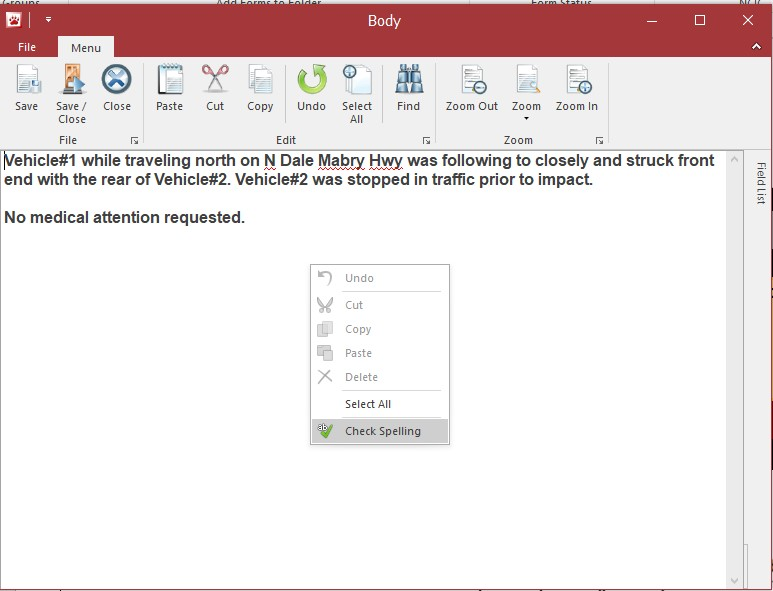 Body
File
Menu
Save
Save / Close
Close
Paste
Cut
Copy
Undo
Select All
Find
Zoom Out
Zoom
Zoom In
File
Edit
Zoom
Vehicle#1 while traveling north on N Dale Mabry Hwy was following to closely and struck front
end with the rear of Vehicle#2. Vehicle#2 was stopped in traffic prior to impact.
No medical attention requested.
Field List
Undo
Cut
Copy
Paste
Delete
Select All
Check Spelling